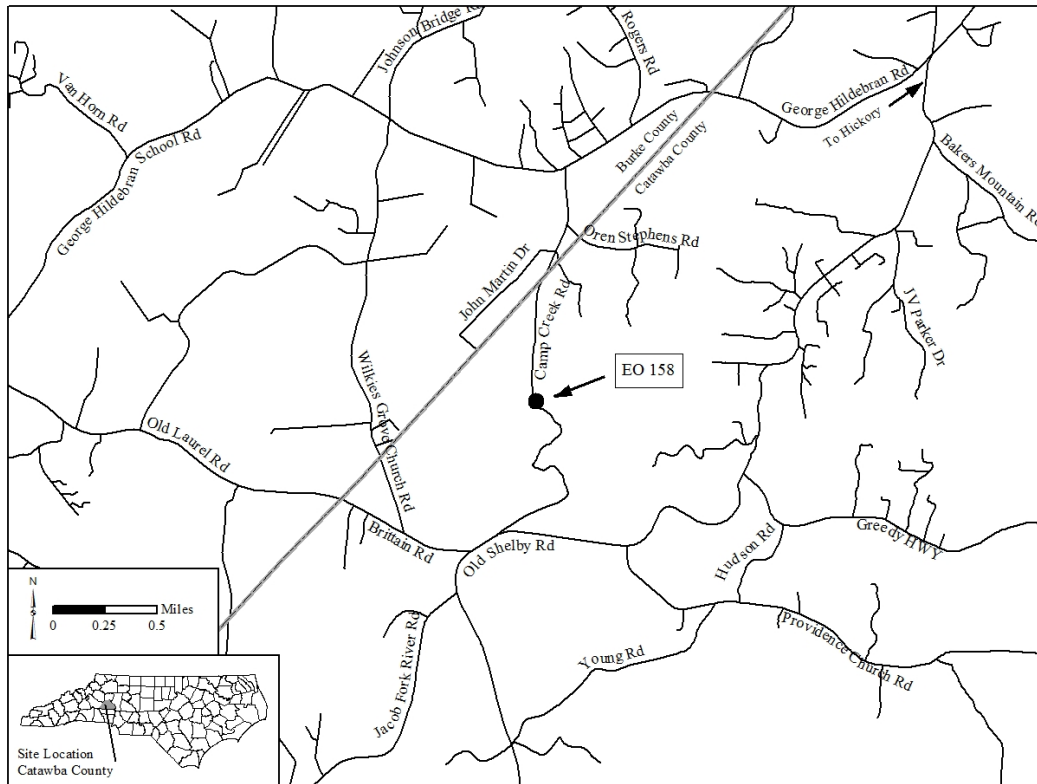 Johnson Bridge Rd
Rogers Rd
Van Horn Rd
George Hildebran School Rd
George Hildebran Rd
To Hickory
Burke County
Catawba County
Bakers Mountain Rd
Oren Stephens Rd
John Martin Dr
Camp Creek Rd
JV Parker Dr
EO 158
Wilkies Grove Church Rd
Old Laurel Rd
Brittain Rd
Old Shelby Rd
Hudson Rd
Greedy HWY
Jacob Fork River Rd
Young Rd
Providence Church Rd
N
S
Miles
0 0.25 0.5
Site Location
Catawba County